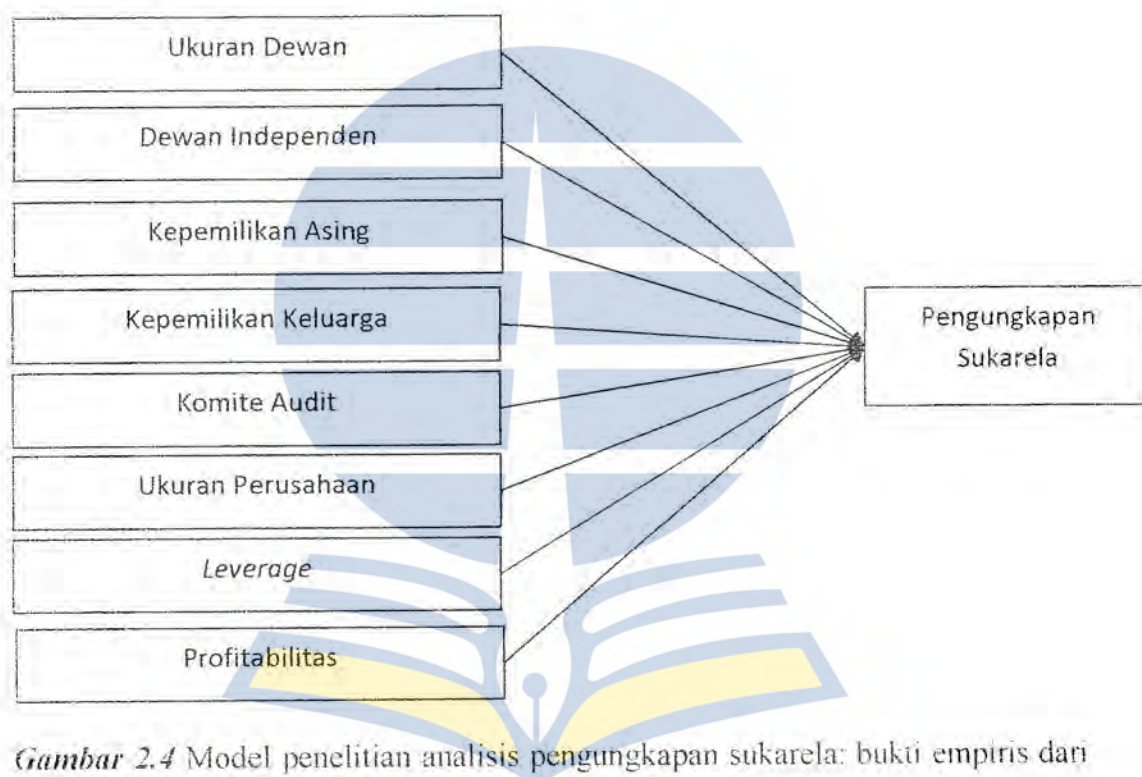 Ukuran Dewan
Dewan Independen
Kepemilikan Asing
Kepemilikan Keluarga
Komite Audit
Ukuran Perusahaan
Leverage
Profitabilitas
Pengungkapan
Sukarela
Gambar 2.4 Model penelitian analisis pengungkapan sukarela: bukti empiris dari